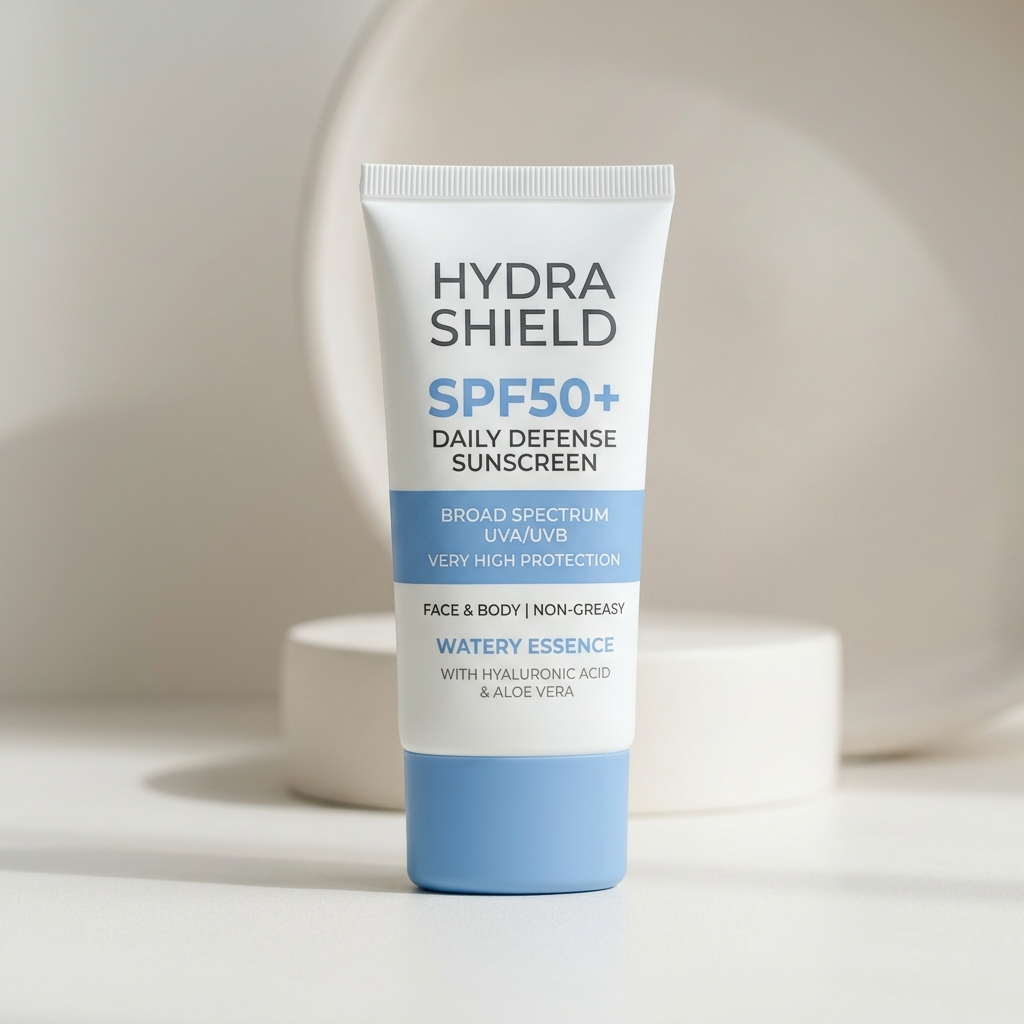 HYDRA
SHIELD
SPF50+
DAILY DEFENSE
SUNSCREEN
BROAD SPECTRUM
UVA/UVB
VERY HIGH PROTECTION
FACE & BODY | NON-GREASY
WATERY ESSENCE
WITH HYALURONIC ACID
& ALOE VERA